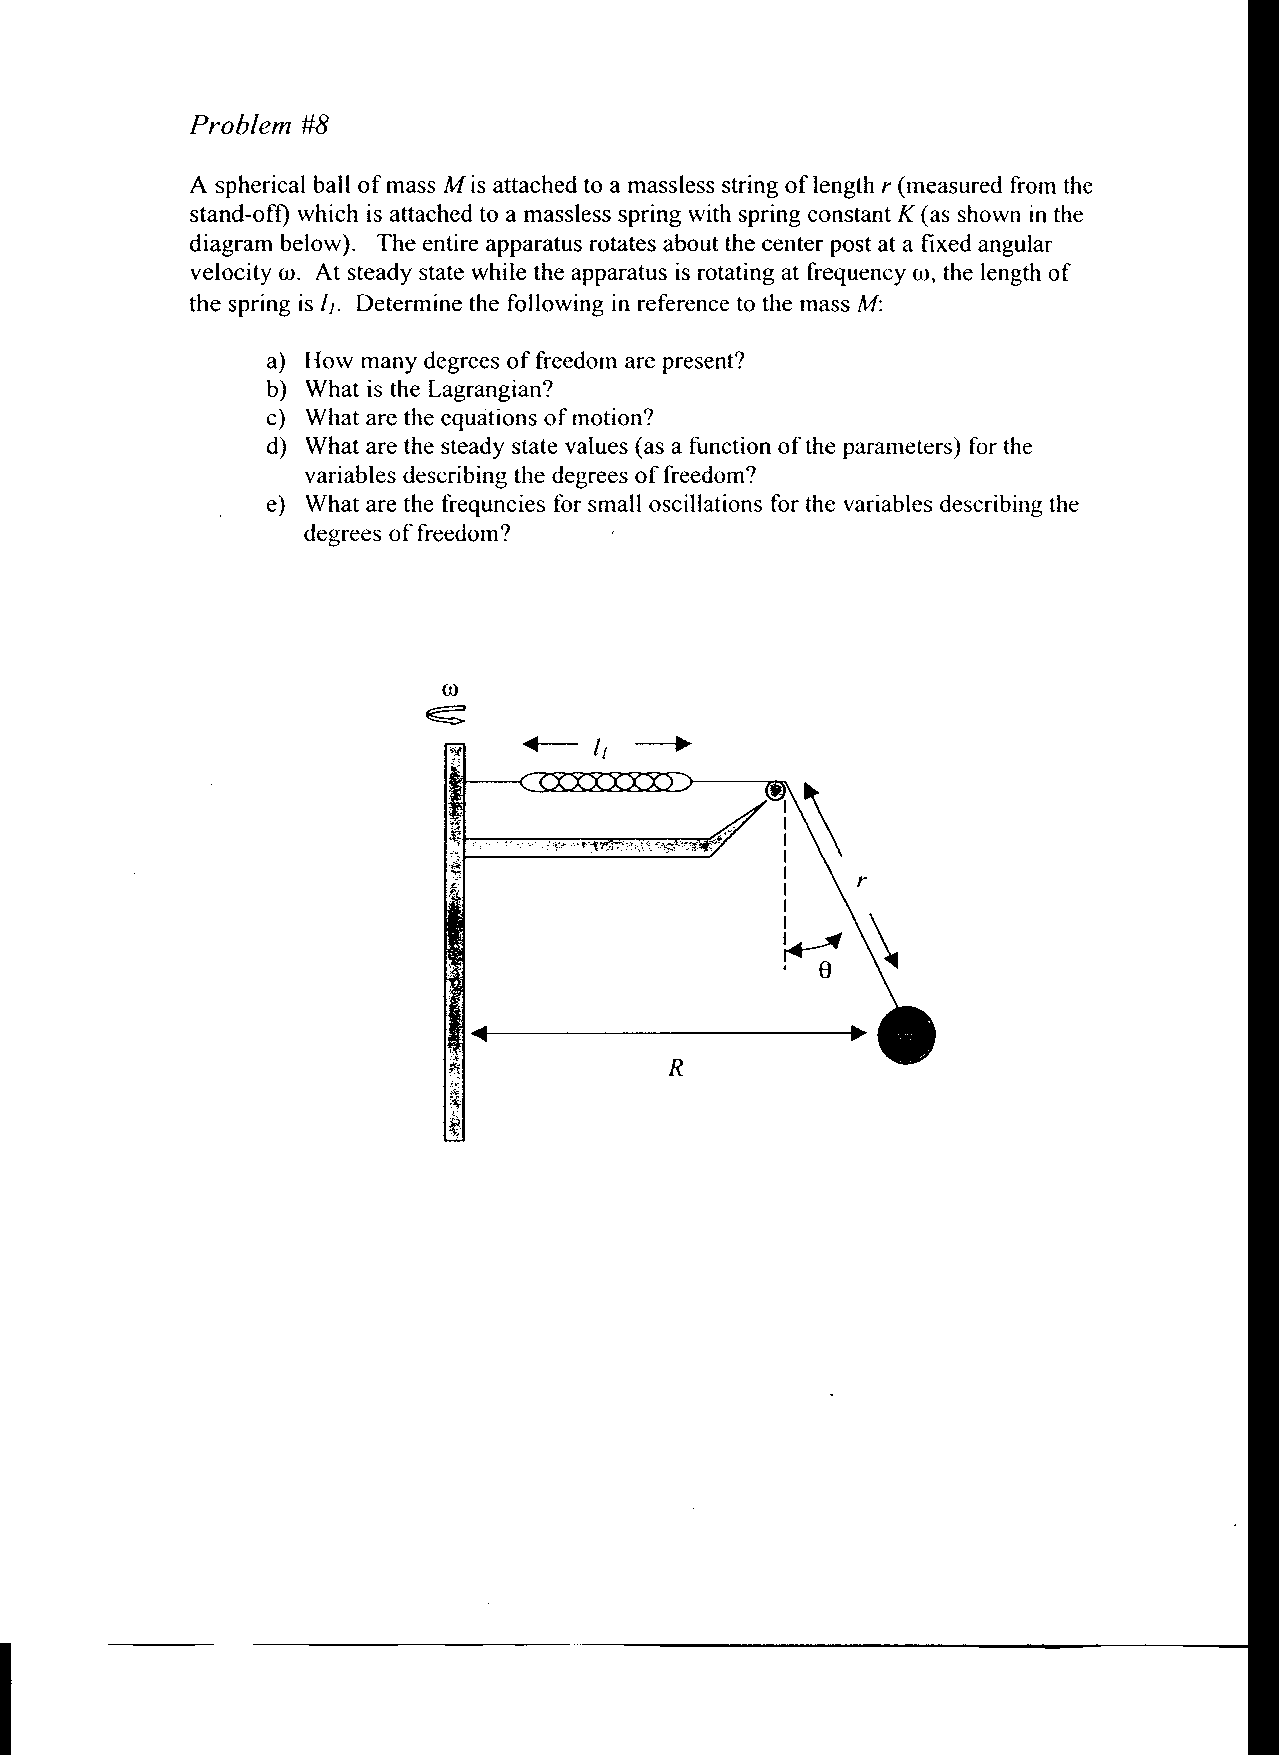 Problem #8
A spherical ball of mass M is attached to a massless string of length r (measured from the
stand-off) which is attached to a massless spring with spring constant K (as shown in the
diagram below). The entire apparatus rotates about the center post at a fixed angular
velocity ω. At steady state while the apparatus is rotating at frequency ω, the length of
the spring is l₁. Determine the following in reference to the mass M:
a) How many degrees of freedom are present?
b) What is the Lagrangian?
c) What are the equations of motion?
d) What are the steady state values (as a function of the parameters) for the
variables describing the degrees of freedom?
e) What are the frequncies for small oscillations for the variables describing the
degrees of freedom?
ω
l₁
r
θ
R